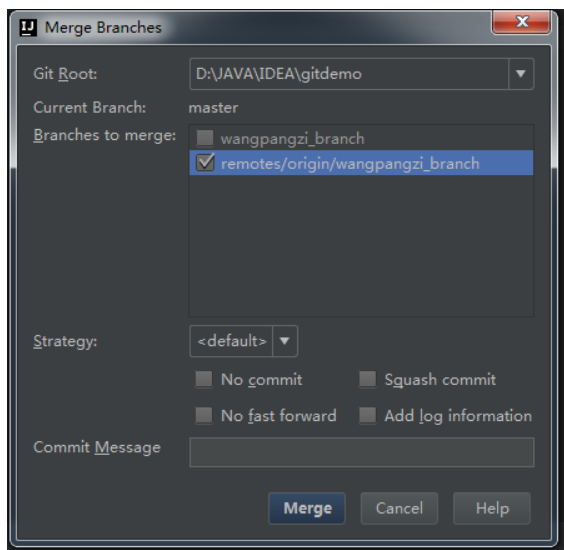 IJ Merge Branches
Git Root: D:\JAVA\IDEA\gitdemo
Current Branch: master
Branches to merge: wangpangzi_branch
remotes/origin/wangpangzi_branch
Strategy: <default>
No commit Squash commit
No fast forward Add log information
Commit Message
Merge Cancel Help